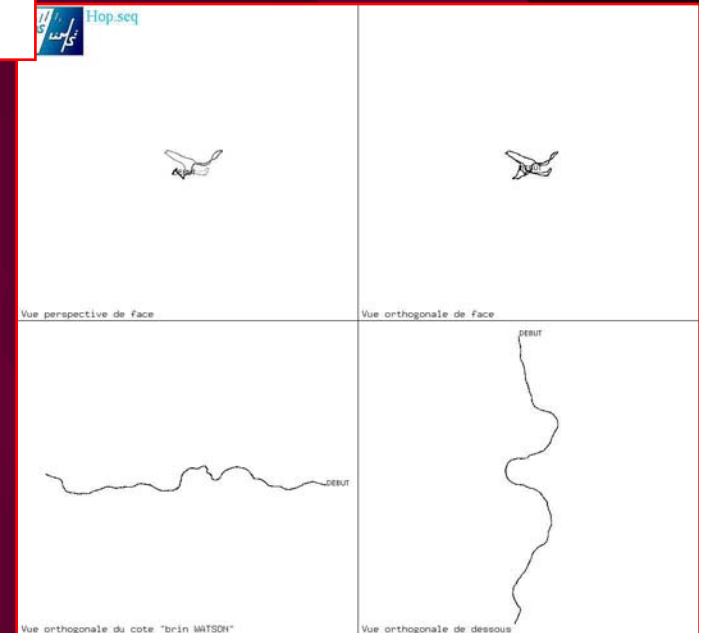 Hop.seq
Vue perspective de face
Vue orthogonale de face
DEBUT
DEBUT
Vue orthogonale du cote "brin WATSON"
Vue orthogonale de dessous